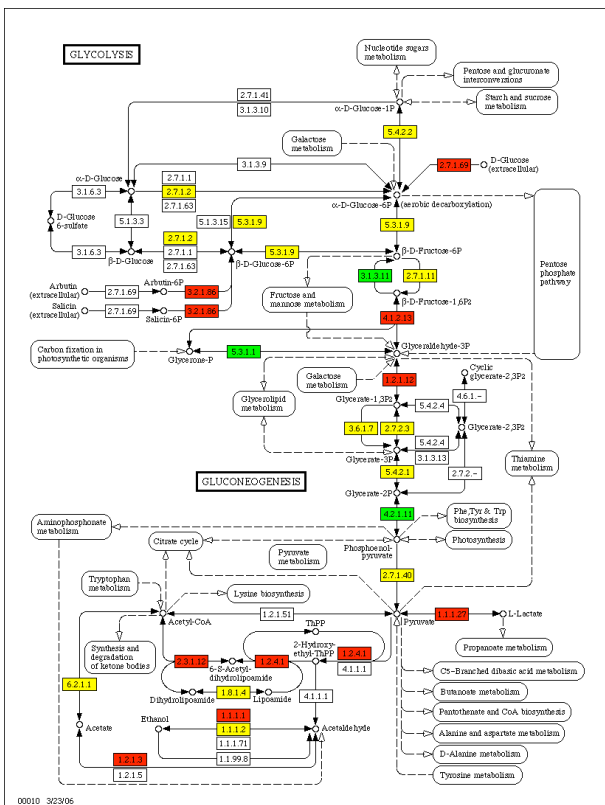 GLYCOLYSIS
Nucleotide sugars
metabolism
Pentose and glucuronate
interconversions
Starch and sucrose
metabolism
2.7.1.41
3.1.3.10
α-D-Glucose-1P
5.4.2.2
Galactose
metabolism
2.7.1.69
D-Glucose
(extracellular)
3.1.3.9
α-D-Glucose
3.1.6.3
2.7.1.1
2.7.1.2
2.7.1.63
α-D-Glucose-6P
(aerobic decarboxylation)
D-Glucose
6-sulfate
5.1.3.3
5.1.3.15
5.3.1.9
5.3.1.9
3.1.6.3
β-D-Glucose
2.7.1.2
2.7.1.1
2.7.1.63
β-D-Glucose-6P
5.3.1.9
β-D-Fructose-6P
Pentose
phosphate
pathway
3.1.3.11
2.7.1.11
Arbutin
(extracellular)
2.7.1.69
Arbutin-6P
3.2.1.86
Salicin
(extracellular)
2.7.1.69
Salicin-6P
3.2.1.86
Fructose and
mannose metabolism
β-D-Fructose-1,6P2
4.1.2.13
Carbon fixation in
photosynthetic organisms
Glycerone-P
5.3.1.1
Glyceraldehyde-3P
Galactose
metabolism
1.2.1.12
Cyclic
glycerate-2,3P2
Glycerolipid
metabolism
Glycerate-1,3P2
4.6.1.-
5.4.2.4
3.6.1.7
2.7.2.3
Glycerate-2,3P2
5.4.2.4
3.1.3.13
Glycerate-3P
Thiamine
metabolism
GLUCONEOGENESIS
5.4.2.1
2.7.2.-
Glycerate-2P
4.2.1.11
Aminophosphonate
metabolism
Citrate cycle
Pyruvate
metabolism
Phosphoenol-
pyruvate
Phe,Tyr & Trp
biosynthesis
Photosynthesis
Tryptophan
metabolism
Lysine biosynthesis
2.7.1.40
Acetyl-CoA
1.2.1.51
Pyruvate
1.1.1.27
L-Lactate
Propanoate metabolism
Synthesis and
degradation
of ketone bodies
ThPP
2-Hydroxy-
ethyl-ThPP
2.3.1.12
6-S-Acetyl-
dihydrolipoamide
1.2.4.1
1.2.4.1
4.1.1.1
6.2.1.1
Dihydrolipoamide
1.8.1.4
Lipoamide
4.1.1.1
C5-Branched dibasic acid metabolism
Butanoate metabolism
Pantothenate and CoA biosynthesis
Alanine and aspartate metabolism
D-Alanine metabolism
Tyrosine metabolism
Acetate
Ethanol
1.1.1.1
1.1.1.2
1.1.1.71
1.1.99.8
Acetaldehyde
1.2.1.3
1.2.1.5
00010 3/23/06